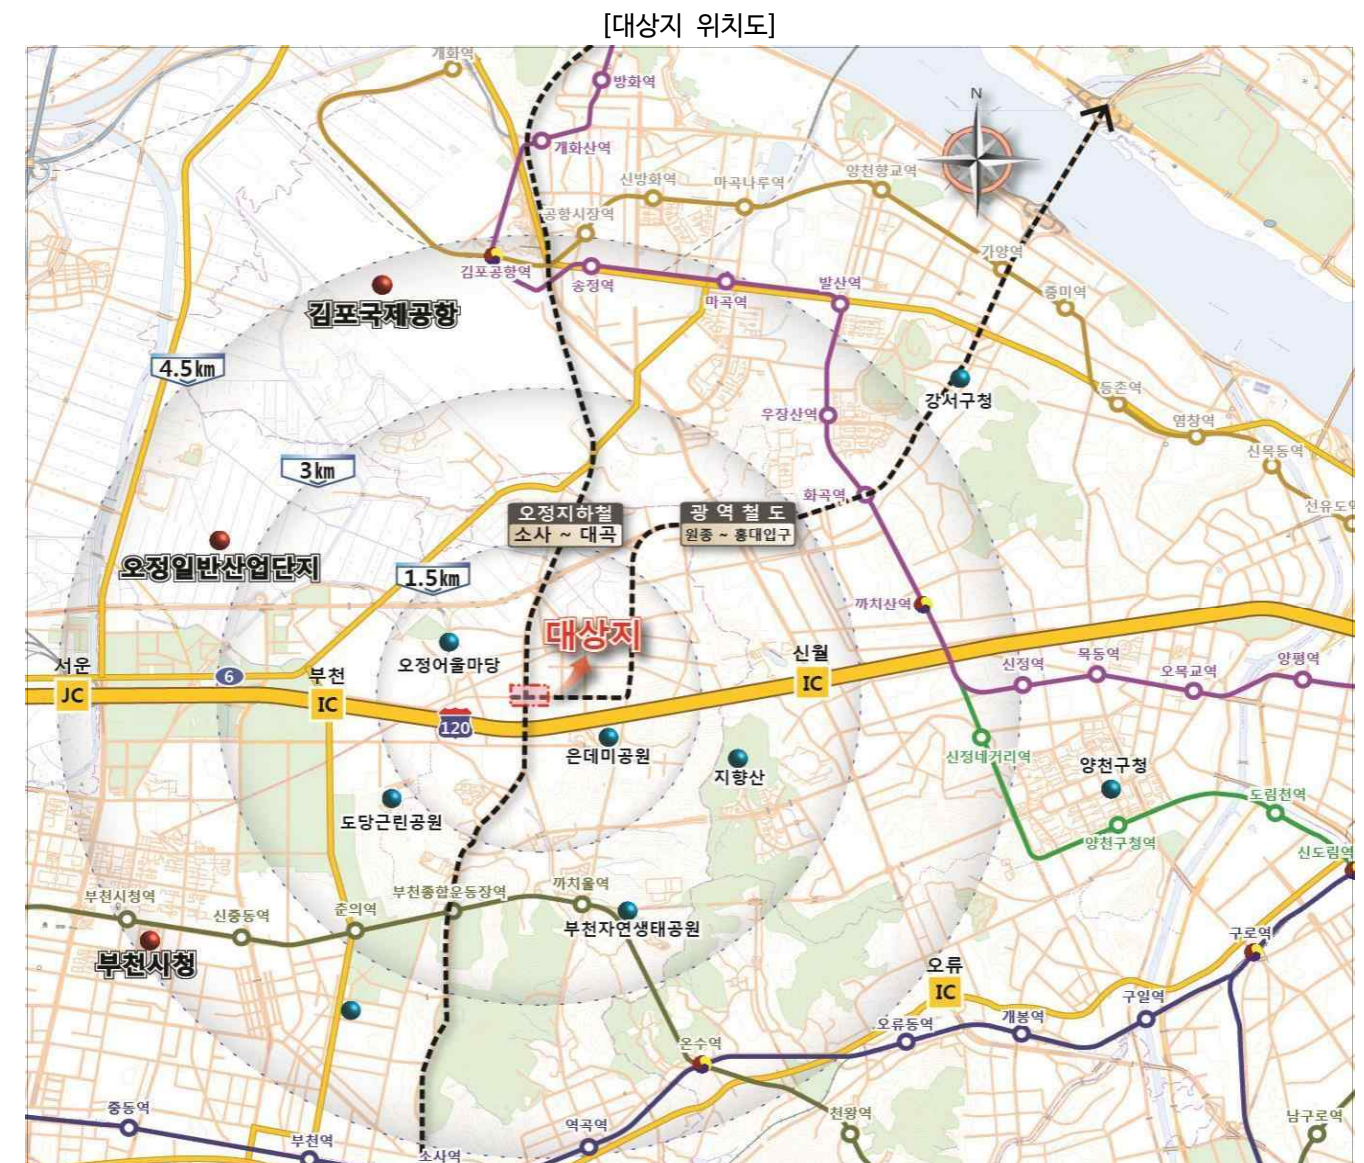 [대상지 위치도]
개화역
방화역
N
개화산역
양천향교역
신방화역
마곡나루역
공항시장역
가양역
김포공항역
송정역
마곡역
발산역
증미역
김포국제공항
4.5km
강서구청
등촌역
우장산역
염창역
신목동역
3km
화곡역
선유도역
오정지하철
소사 ~ 대곡
광역철도
원종 ~ 홍대입구
오정일반산업단지
1.5km
까치산역
대상지
오정어울마당
신월
IC
서운
JC
6
부천
IC
신정역
목동역
오목교역
양평역
120
은데미공원
지향산
신정네거리역
양천구청
도당근린공원
도림천역
양천구청역
신도림역
부천시청역
신중동역
춘의역
부천종합운동장역
까치울역
부천자연생태공원
부천시청
구로역
오류
IC
구일역
오류동역
개봉역
온수역
중동역
부천역
소사역
역곡역
천왕역
남구로역